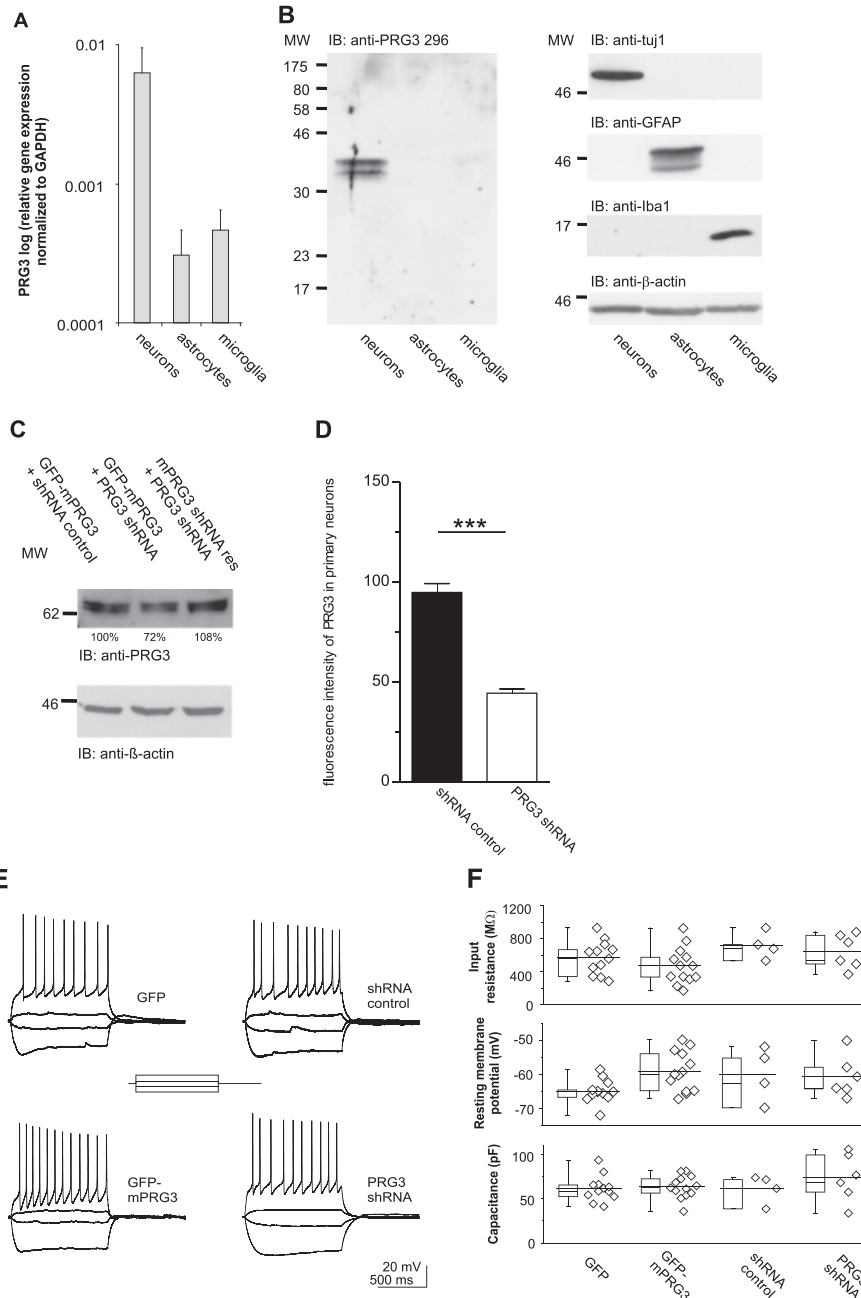 A
PRG3 log (relative gene expression
normalized to GAPDH)
0.01
0.001
0.0001
neurons
astrocytes
microglia
B
MW
IB: anti-PRG3 296
175
80
58
46
30
23
17
neurons
astrocytes
microglia
MW
IB: anti-tuj1
46
IB: anti-GFAP
46
IB: anti-Iba1
17
IB: anti-β-actin
46
neurons
astrocytes
microglia
C
GFP-mPRG3
+ shRNA control
GFP-mPRG3
+ PRG3 shRNA
mPRG3 shRNA res
+ PRG3 shRNA
MW
62
100%
72%
108%
IB: anti-PRG3
46
IB: anti-ß-actin
D
fluorescence intensity of PRG3 in primary neurons
150
100
50
0
***
shRNA control
PRG3 shRNA
E
GFP
shRNA
control
GFP-
mPRG3
PRG3
shRNA
20 mV
500 ms
F
Input
resistance (MΩ)
1200
800
400
0
Resting membrane
potential (mV)
-50
-60
-70
Capacitance (pF)
100
50
0
GFP
GFP-
mPRG3
shRNA
control
PRG3
shRNA